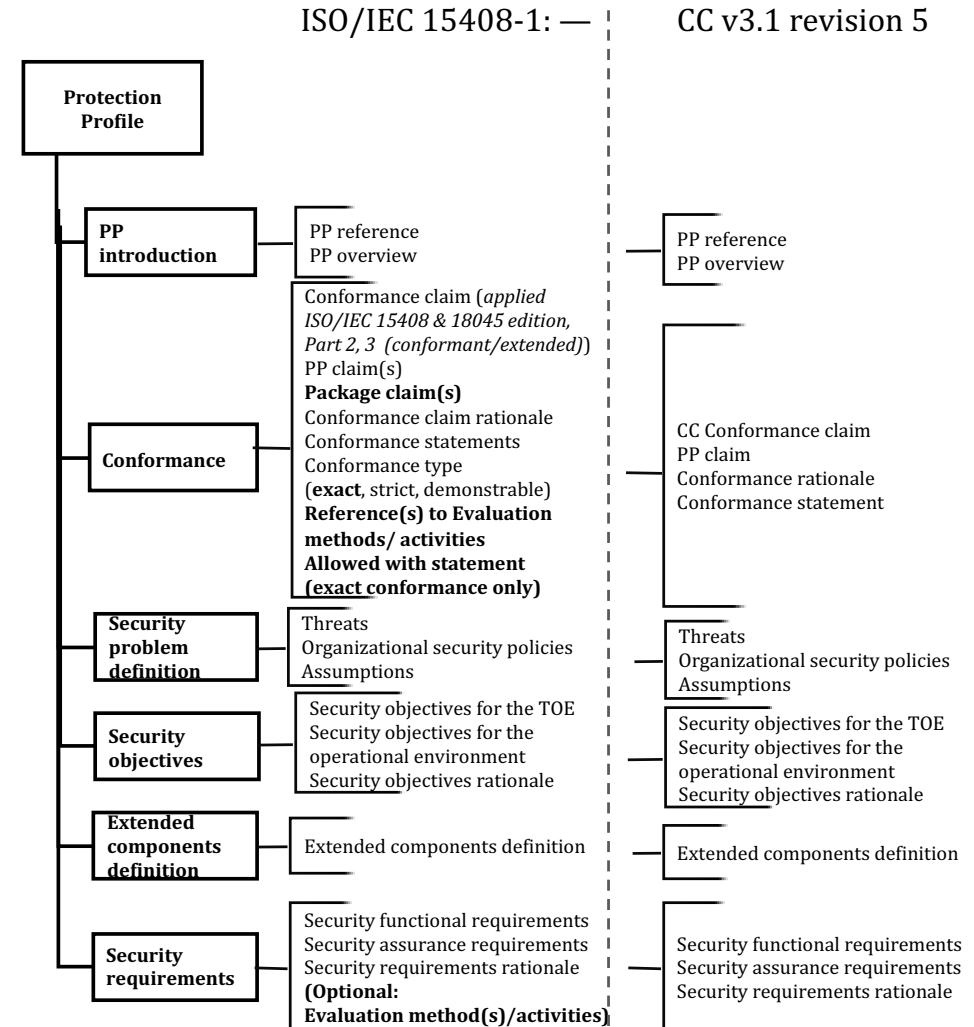 ISO/IEC 15408-1: —
CC v3.1 revision 5
Protection
Profile
PP
introduction
PP reference
PP overview
PP reference
PP overview
Conformance
Conformance claim (applied
ISO/IEC 15408 & 18045 edition,
Part 2, 3 (conformant/extended))
PP claim(s)
Package claim(s)
Conformance claim rationale
Conformance statements
Conformance type
(exact, strict, demonstrable)
Reference(s) to Evaluation
methods/ activities
Allowed with statement
(exact conformance only)
CC Conformance claim
PP claim
Conformance rationale
Conformance statement
Security
problem
definition
Threats
Organizational security policies
Assumptions
Threats
Organizational security policies
Assumptions
Security
objectives
Security objectives for the TOE
Security objectives for the
operational environment
Security objectives rationale
Security objectives for the TOE
Security objectives for the
operational environment
Security objectives rationale
Extended
components
definition
Extended components definition
Extended components definition
Security
requirements
Security functional requirements
Security assurance requirements
Security requirements rationale
(Optional:
Evaluation method(s)/activities)
Security functional requirements
Security assurance requirements
Security requirements rationale